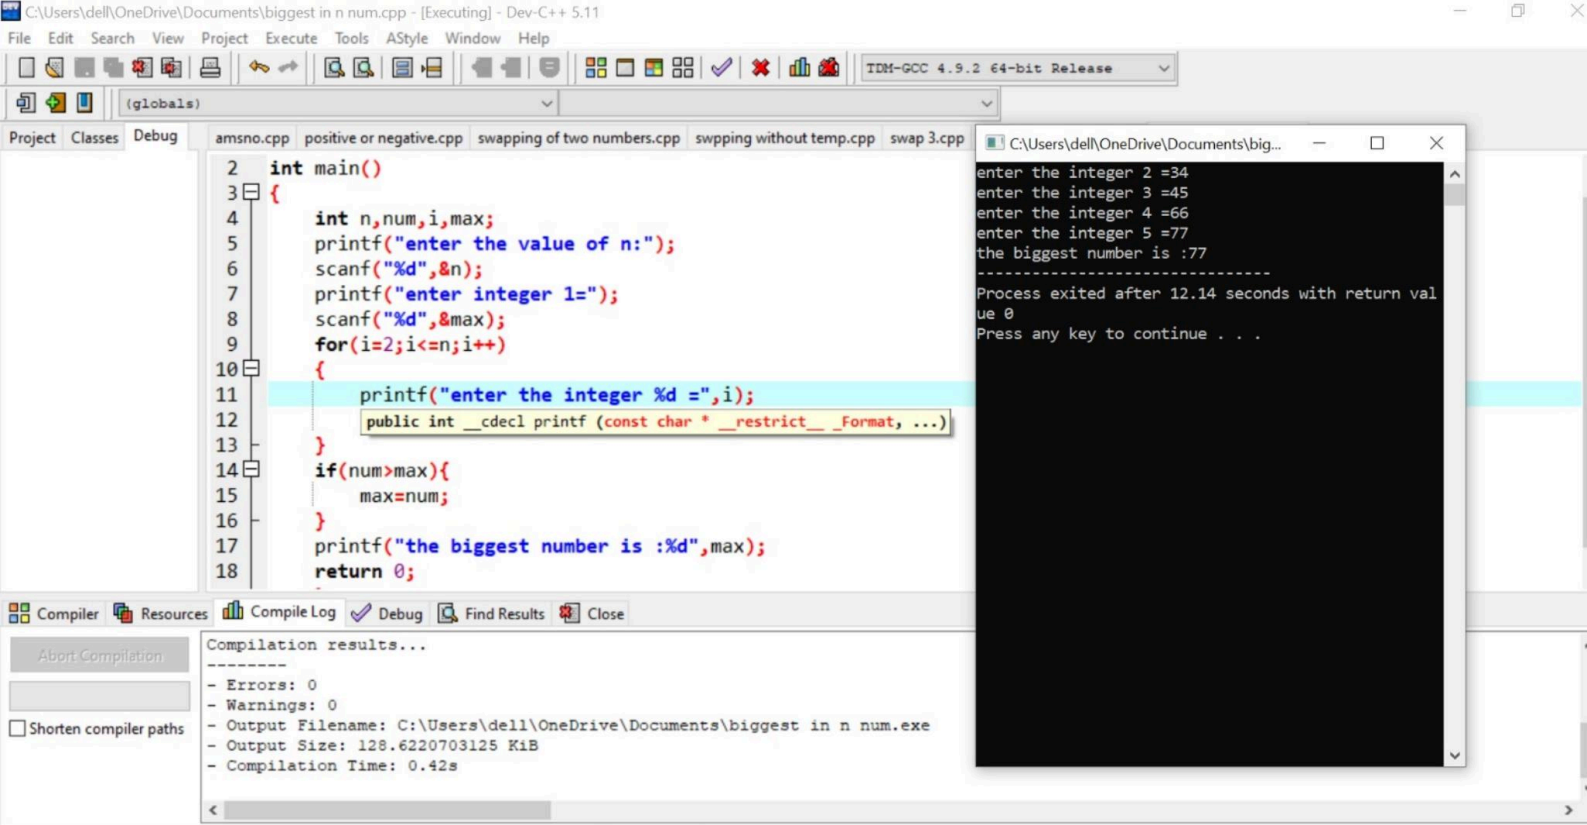 C:\Users\dell\OneDrive\Documents\biggest in n num.cpp - [Executing] - Dev-C++ 5.11
File Edit Search View Project Execute Tools AStyle Window Help
TDM-GCC 4.9.2 64-bit Release
(globals)
Project Classes Debug
amsno.cpp positive or negative.cpp swapping of two numbers.cpp swpping without temp.cpp swap 3.cpp
2 int main()
3 {
4 int n,num,i,max;
5 printf("enter the value of n:");
6 scanf("%d",&n);
7 printf("enter integer 1=");
8 scanf("%d",&max);
9 for(i=2;i<=n;i++)
10 {
11 printf("enter the integer %d =",i);
12 public int __cdecl printf (const char * __restrict__ _Format, ...)
13 }
14 if(num>max){
15 max=num;
16 }
17 printf("the biggest number is :%d",max);
18 return 0;
C:\Users\dell\OneDrive\Documents\big...
enter the integer 2 =34
enter the integer 3 =45
enter the integer 4 =66
enter the integer 5 =77
the biggest number is :77
--------------------------------
Process exited after 12.14 seconds with return val
ue 0
Press any key to continue . . .
Compiler Resources Compile Log Debug Find Results Close
Abort Compilation
Shorten compiler paths
Compilation results...
--------
- Errors: 0
- Warnings: 0
- Output Filename: C:\Users\dell\OneDrive\Documents\biggest in n num.exe
- Output Size: 128.6220703125 KiB
- Compilation Time: 0.42s